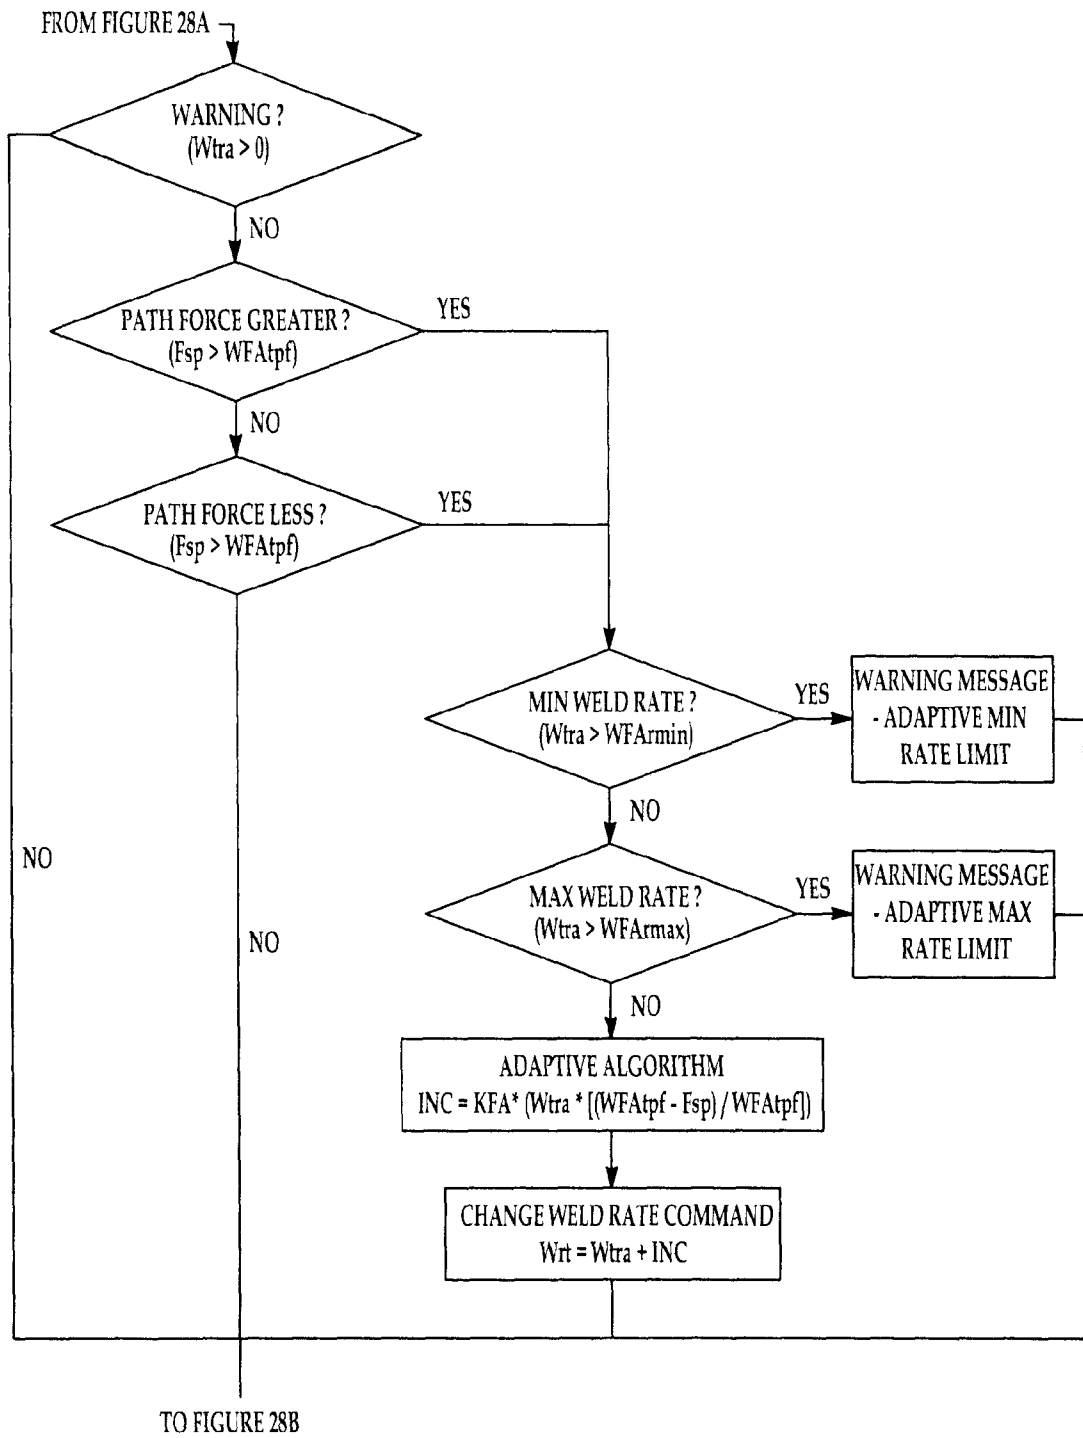 FROM FIGURE 28A
WARNING ?
(Wtra > 0)
NO
PATH FORCE GREATER ?
(Fsp > WFAtpf)
YES
NO
PATH FORCE LESS ?
(Fsp > WFAtpf)
YES
MIN WELD RATE ?
(Wtra > WFArmin)
YES
WARNING MESSAGE
- ADAPTIVE MIN
RATE LIMIT
NO
NO
MAX WELD RATE ?
(Wtra > WFArmax)
YES
WARNING MESSAGE
- ADAPTIVE MAX
RATE LIMIT
NO
NO
ADAPTIVE ALGORITHM
INC = KFA* (Wtra * [(WFAtpf - Fsp) / WFAtpf])
CHANGE WELD RATE COMMAND
Wrt = Wtra + INC
TO FIGURE 28B